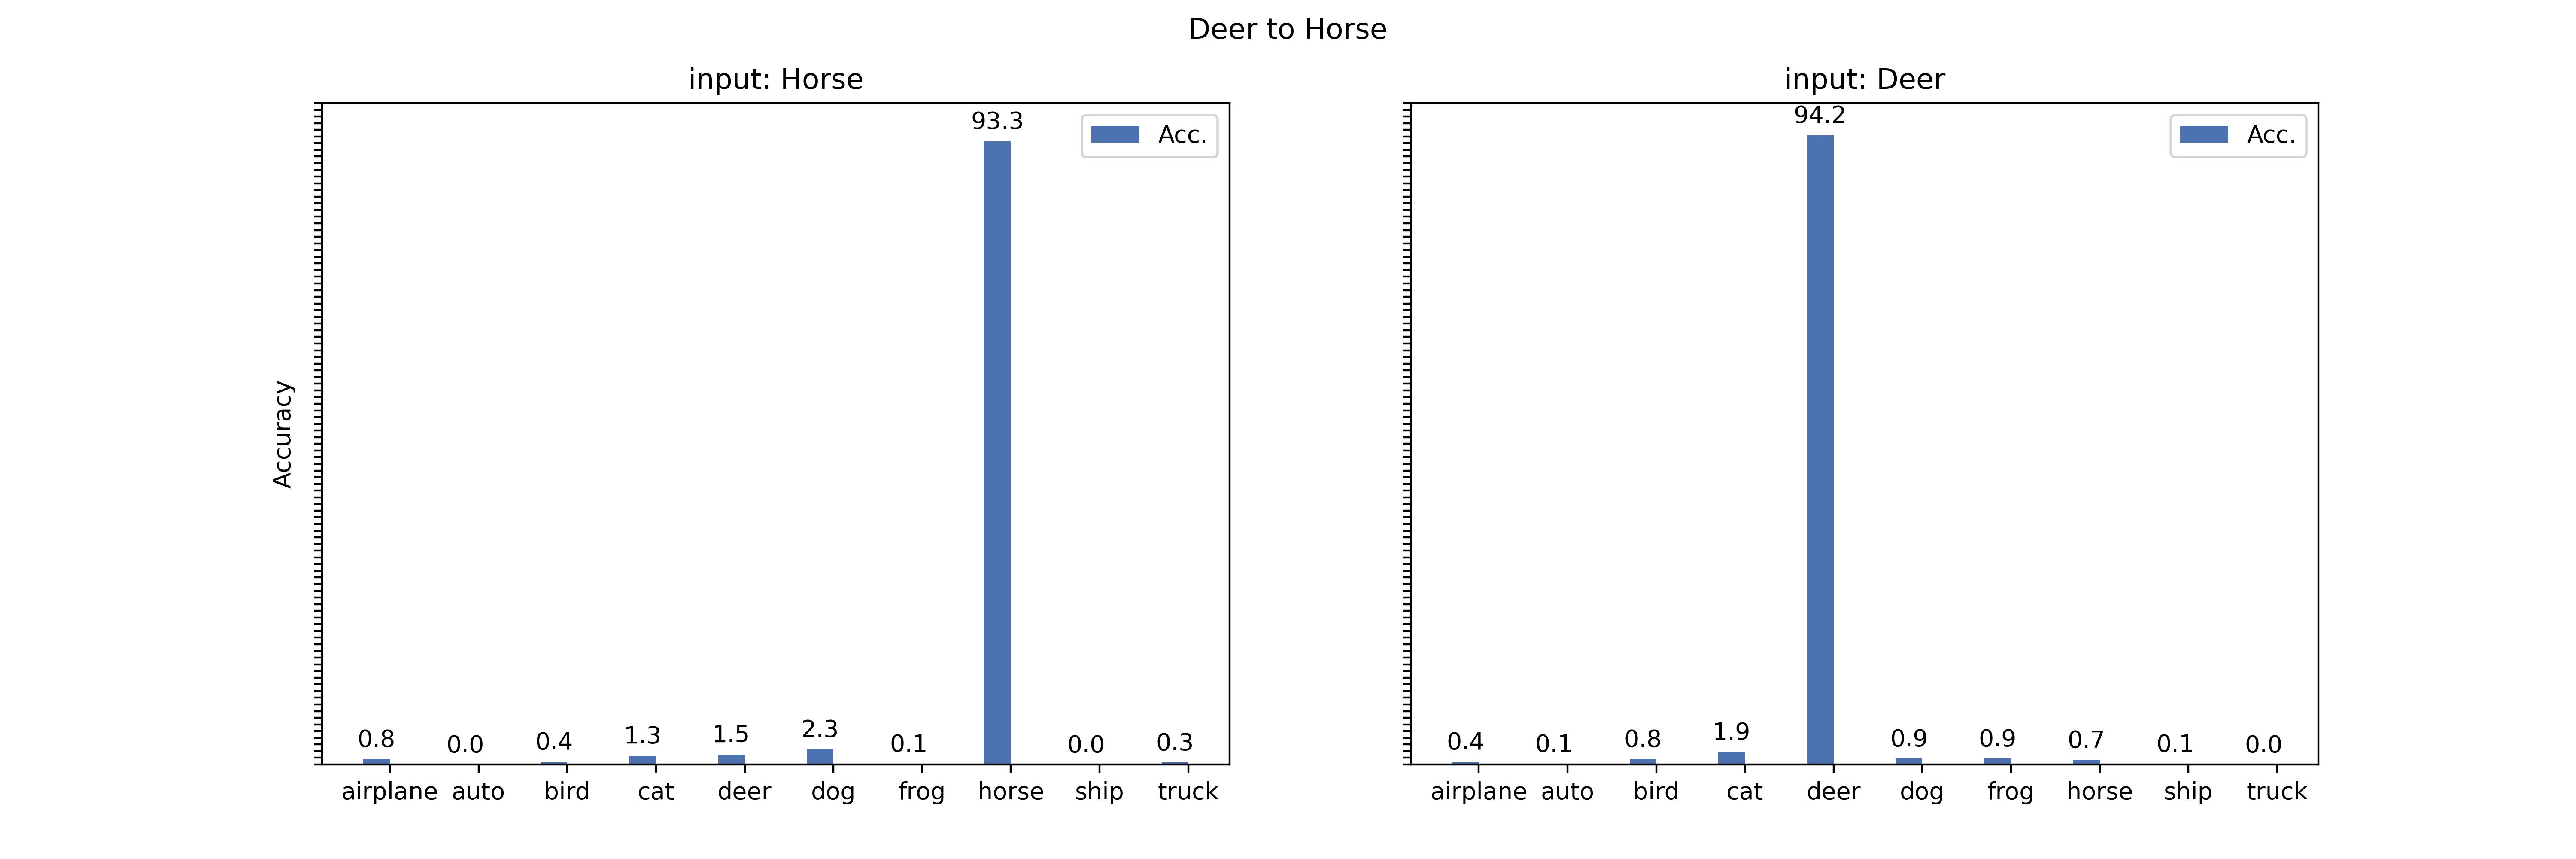 Deer to Horse
input: Horse
Accuracy
Acc.
93.3
0.8
0.0
0.4
1.3
1.5
2.3
0.1
0.0
0.3
airplane auto bird cat deer dog frog horse ship truck
input: Deer
Acc.
94.2
0.4
0.1
0.8
1.9
0.9
0.9
0.7
0.1
0.0
airplane auto bird cat deer dog frog horse ship truck